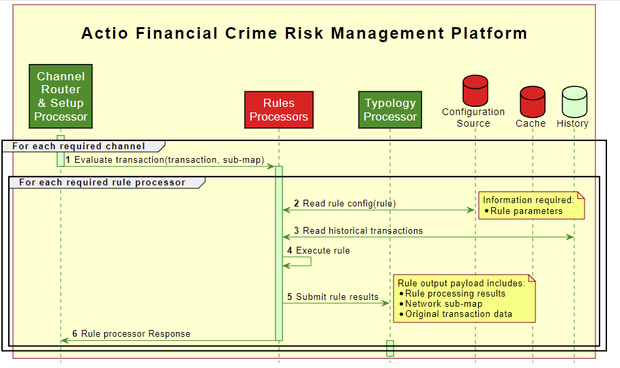 Actio Financial Crime Risk Management Platform
Channel
Router
& Setup
Processor
Rules
Processors
Typology
Processor
Configuration
Source
Cache
History
For each required channel
1 Evaluate transaction(transaction, sub-map)
For each required rule processor
2 Read rule config(rule)
Information required:
• Rule parameters
3 Read historical transactions
4 Execute rule
5 Submit rule results
Rule output payload includes:
• Rule processing results
• Network sub-map
• Original transaction data
6 Rule processor Response